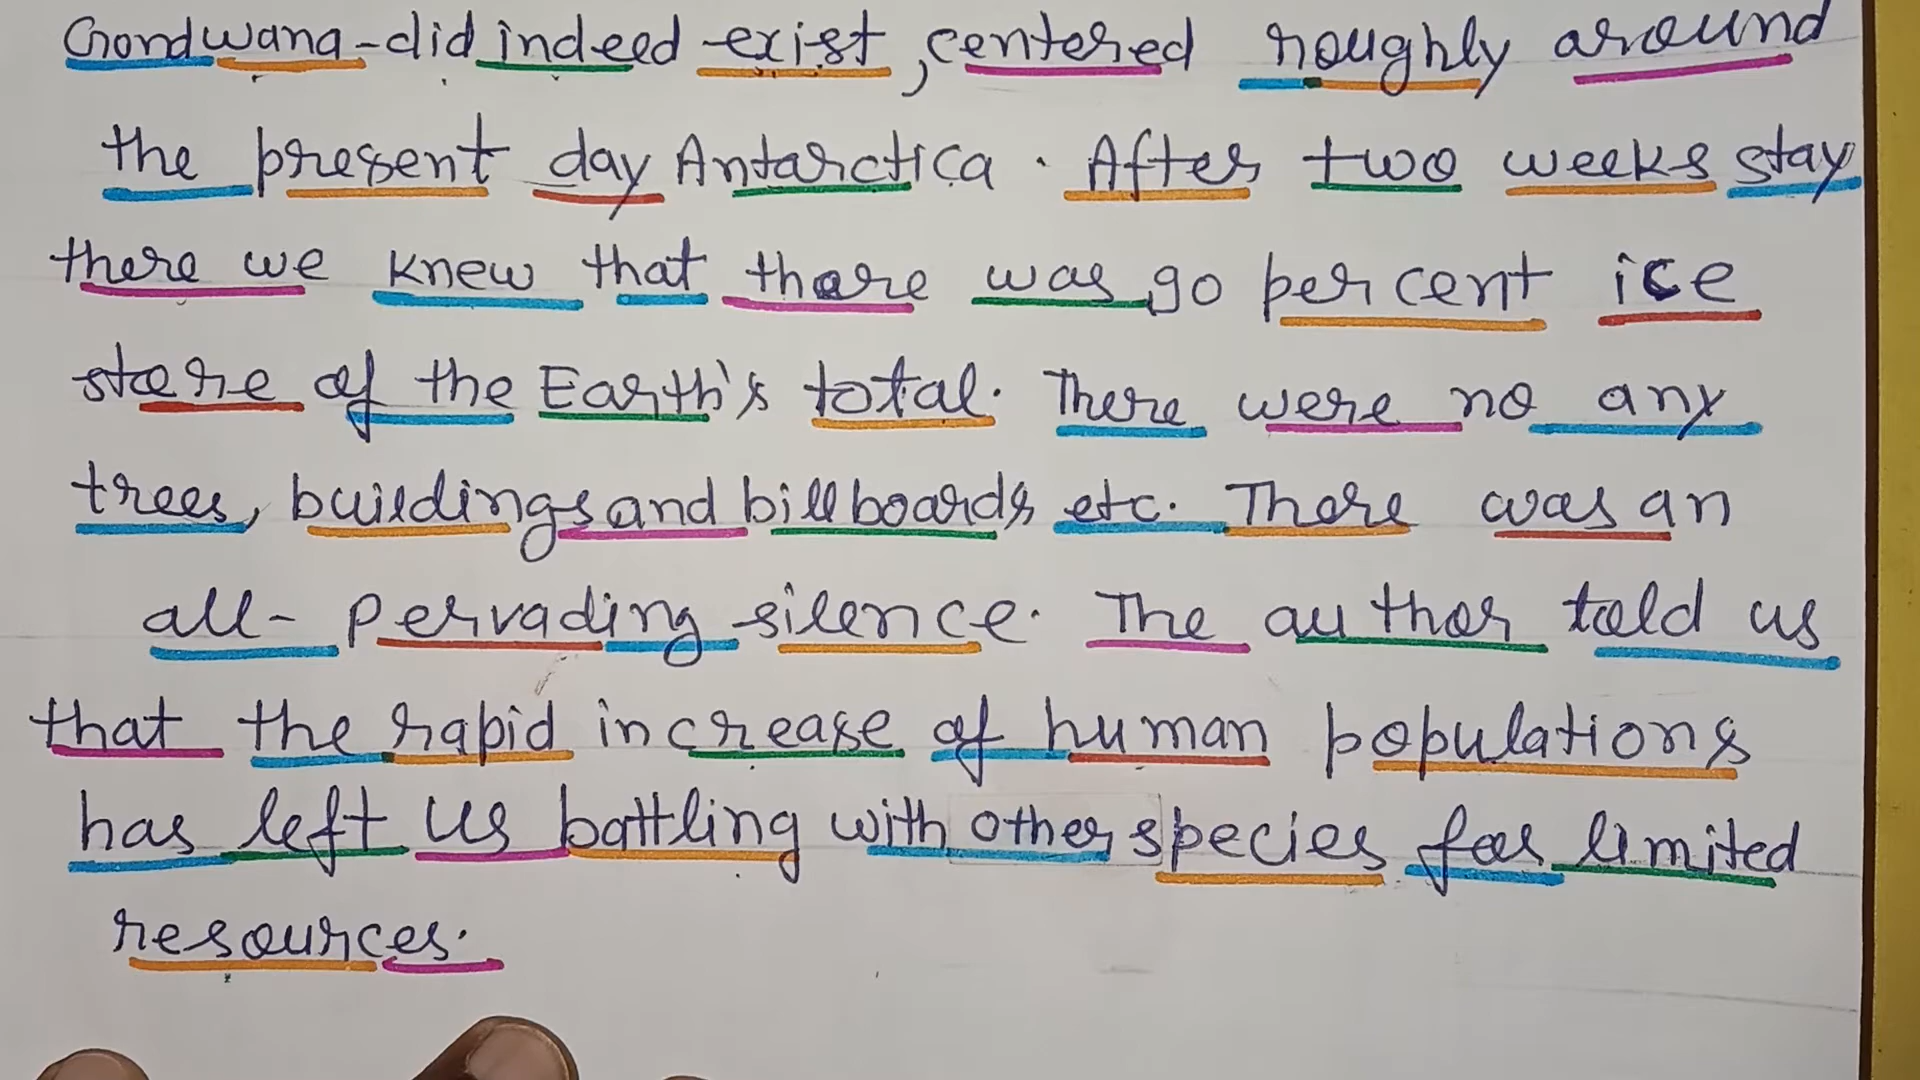 Gondwana-did indeed exist, centered roughly around
the present day Antarctica. After two weeks stay
there we knew that there was 90 percent ice
store of the Earth's total. There were no any
trees, buildings and billboards etc. There was an
all-pervading silence. The author told us
that the rapid increase of human populations
has left us battling with other species for limited
resources.